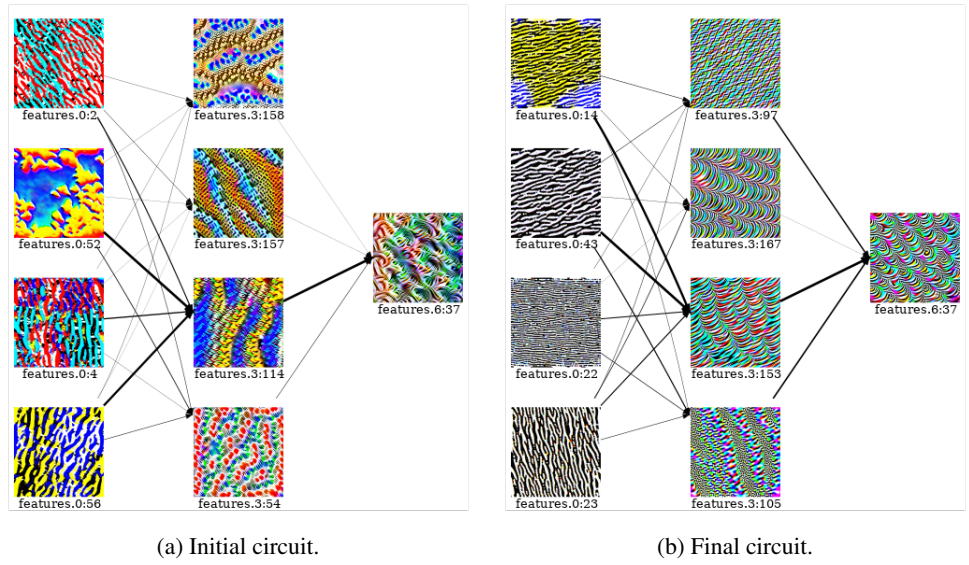 features.0:2
features.3:158
features.0:52
features.3:157
features.6:37
features.0:4
features.3:114
features.0:56
features.3:54
(a) Initial circuit.
features.0:14
features.3:97
features.0:43
features.3:167
features.6:37
features.0:22
features.3:153
features.0:23
features.3:105
(b) Final circuit.